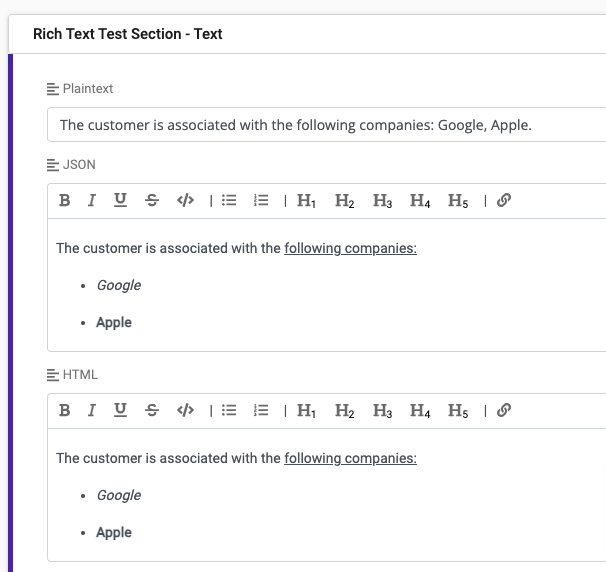 Rich Text Test Section - Text
Plaintext
The customer is associated with the following companies: Google, Apple.
JSON
B I U S </> | | H1 H2 H3 H4 H5 |
The customer is associated with the following companies:
• Google
• Apple
HTML
B I U S </> | | H1 H2 H3 H4 H5 |
The customer is associated with the following companies:
• Google
• Apple